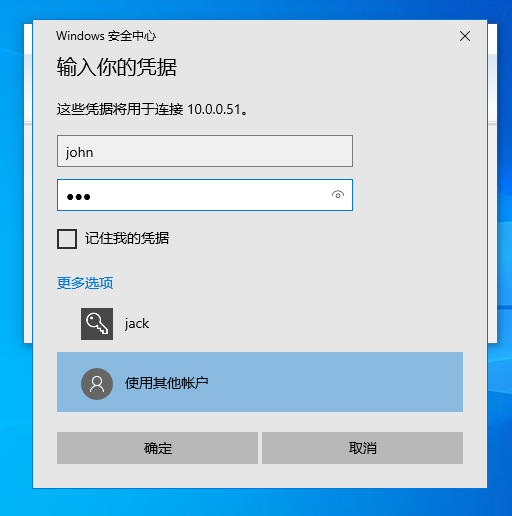 Windows 安全中心
输入你的凭据
这些凭据将用于连接 10.0.0.51。
john
●●●
记住我的凭据
更多选项
jack
使用其他帐户
确定
取消